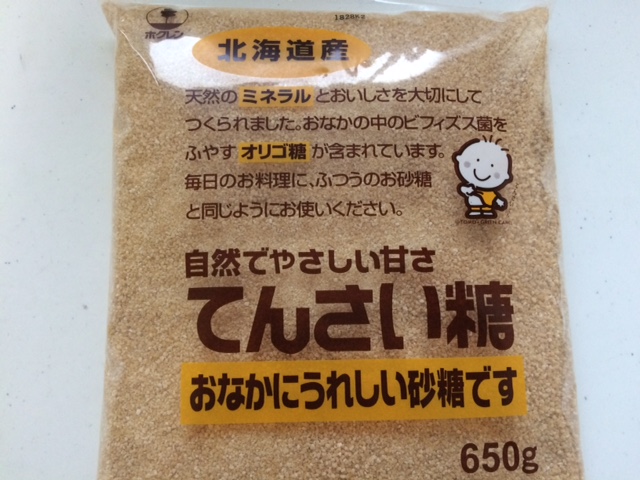 ホクレン
北海道産
天然のミネラルとおいしさを大切にして
つくられました。おなかの中のビフィズス菌を
ふやすオリゴ糖が含まれています。
毎日のお料理に、ふつうのお砂糖
と同じようにお使いください。
自然でやさしい甘さ
てんさい糖
おなかにうれしい砂糖です
650g